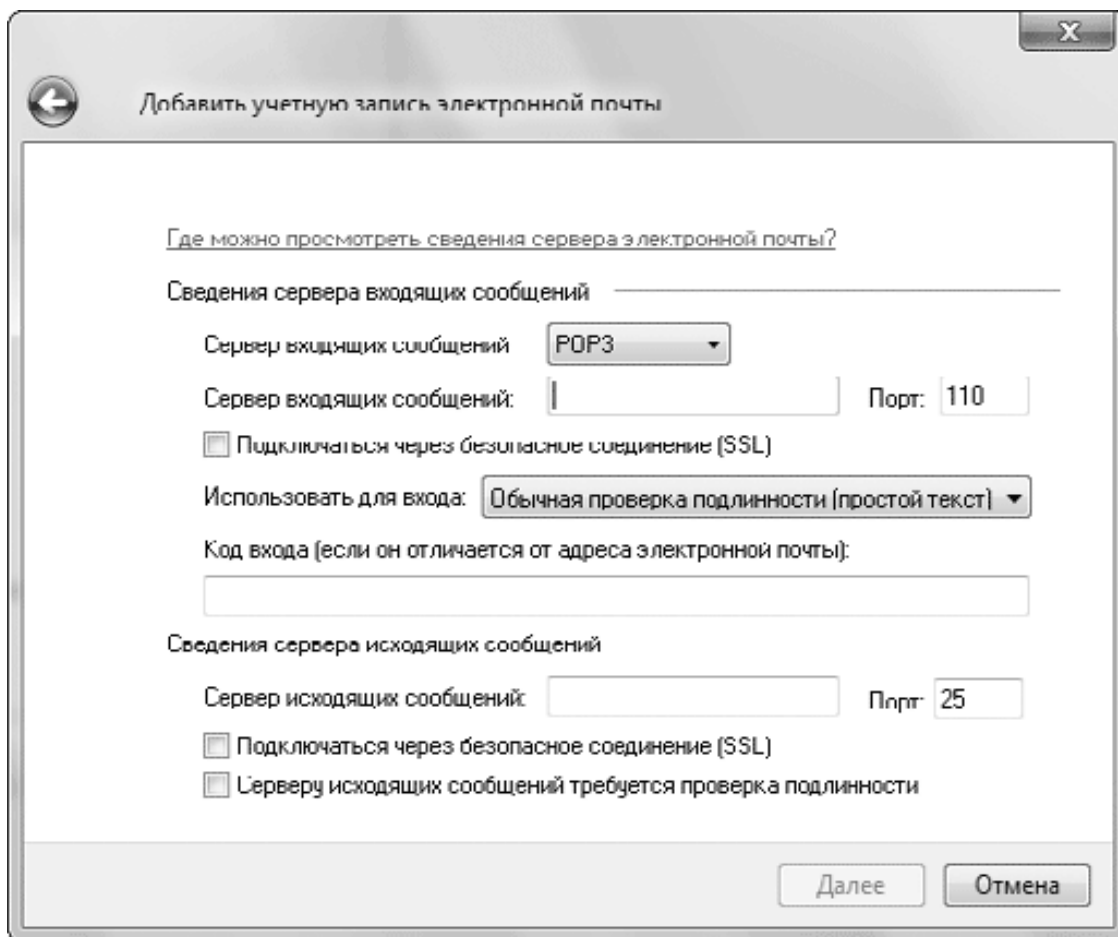 X
Добавить учетную запись электронной почты
Где можно просмотреть сведения сервера электронной почты?
Сведения сервера входящих сообщений
Сервер входящих сообщений POP3
Сервер входящих сообщений: Порт: 110
Подключаться через безопасное соединение (SSL)
Использовать для входа: Обычная проверка подлинности (простой текст)
Код входа (если он отличается от адреса электронной почты):
Сведения сервера исходящих сообщений
Сервер исходящих сообщений: Порт: 25
Подключаться через безопасное соединение (SSL)
Серверу исходящих сообщений требуется проверка подлинности
Далее Отмена